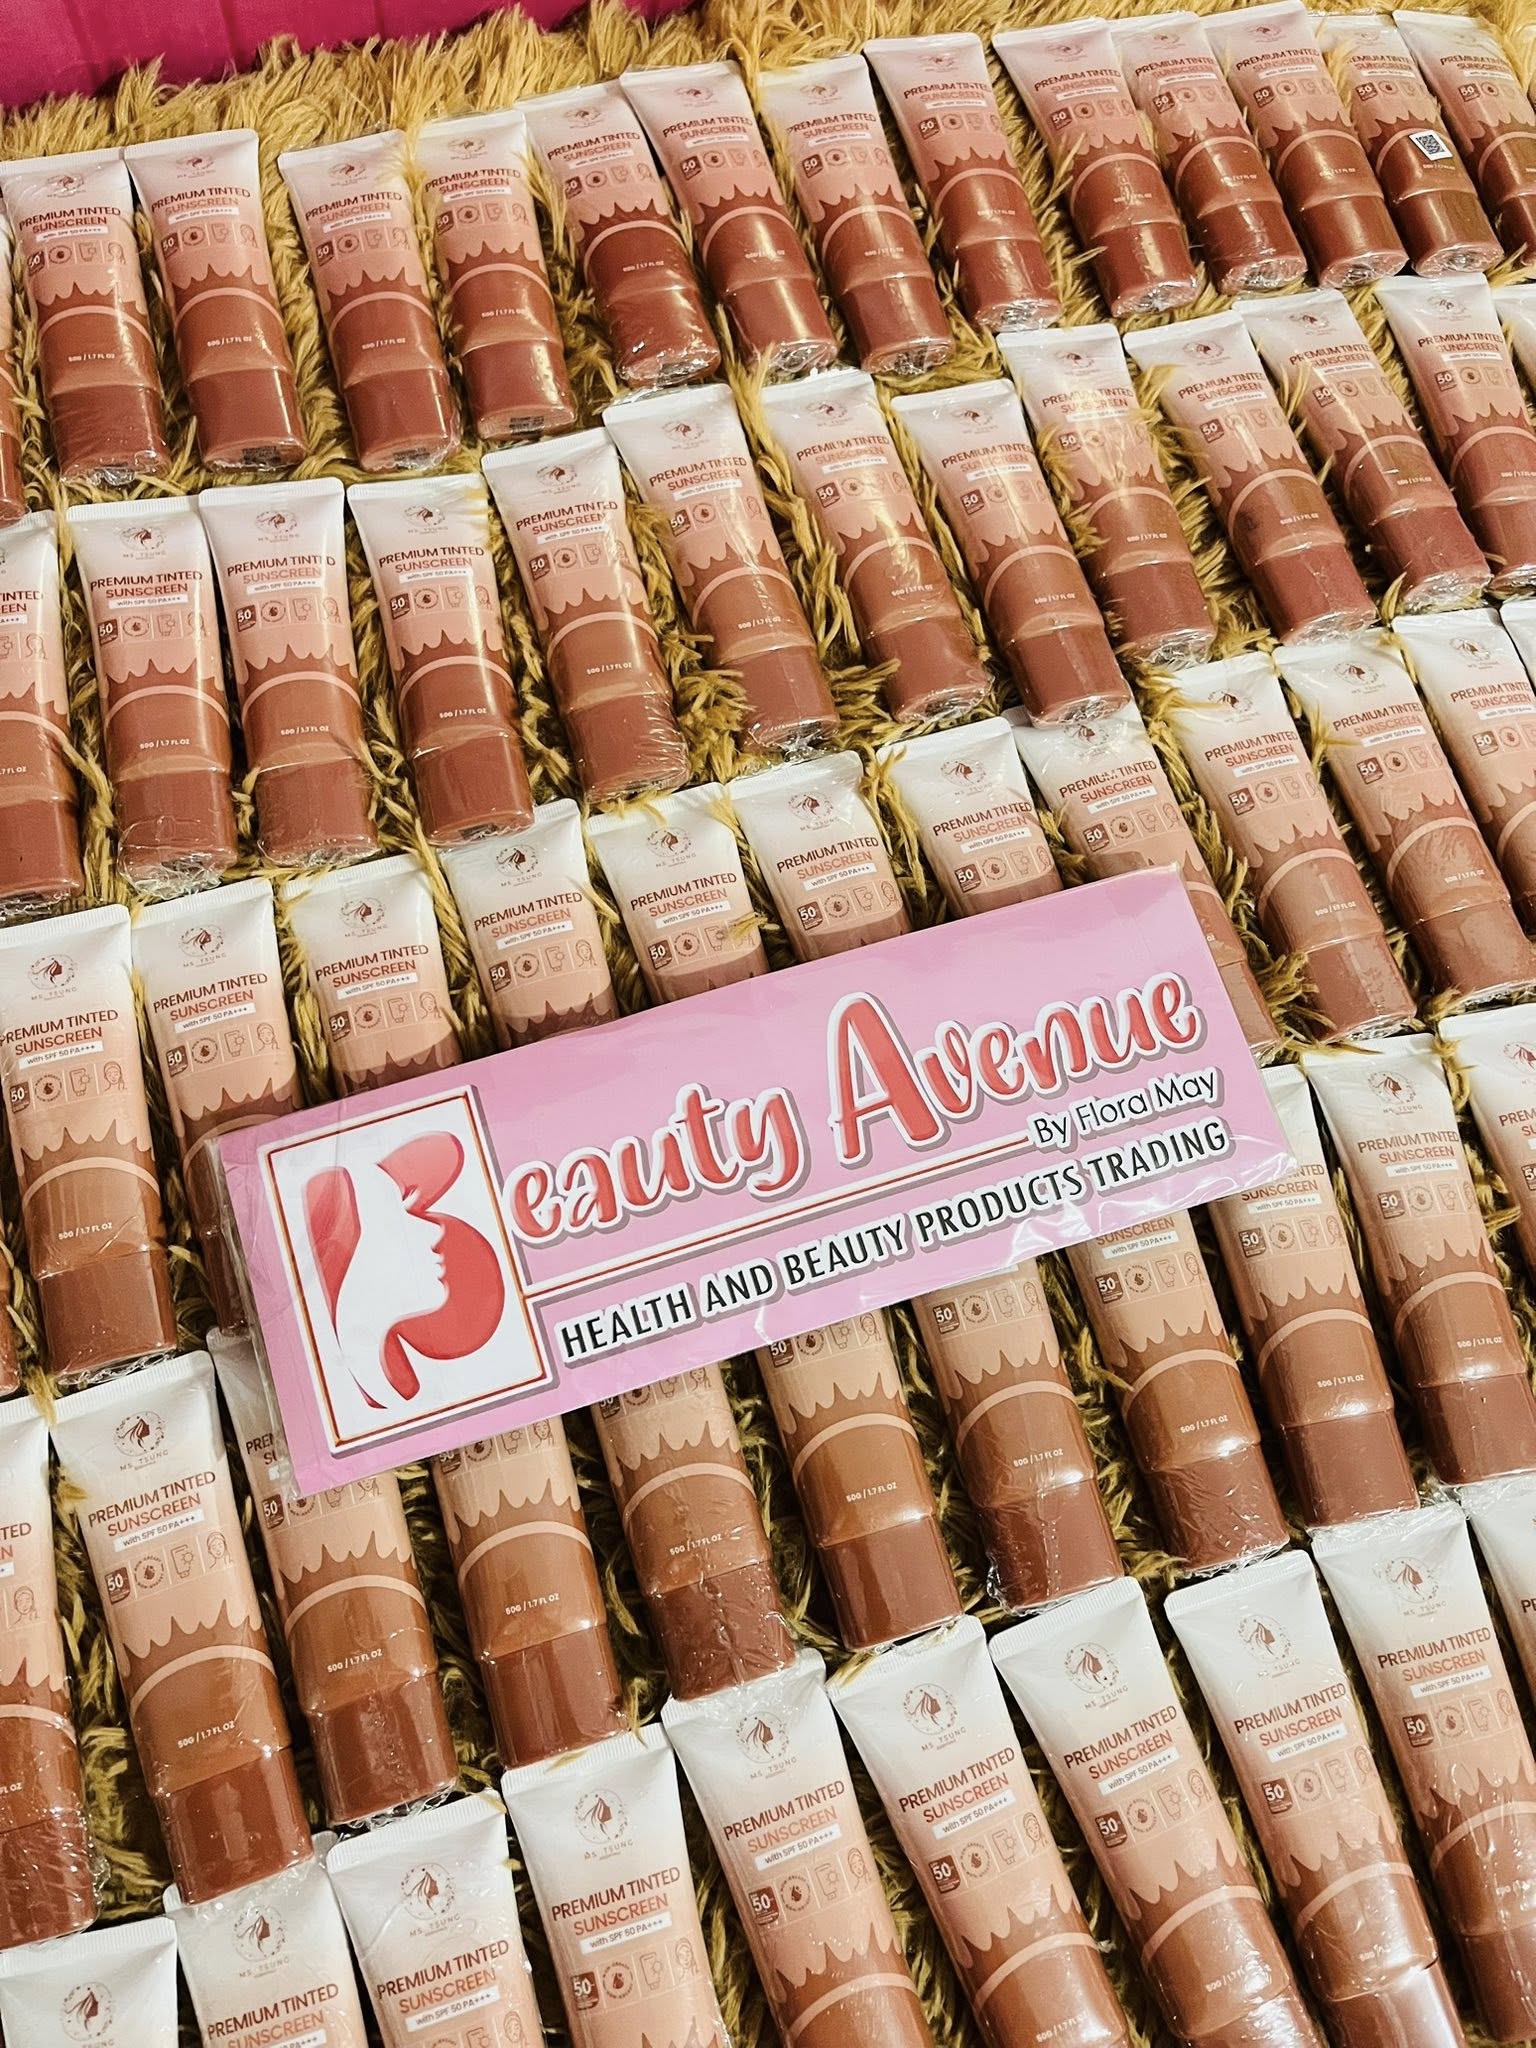 Beauty Avenue
By Flora May
HEALTH AND BEAUTY PRODUCTS TRADING
MS. TSUNG
PREMIUM TINTED
SUNSCREEN
with SPF 50 PA+++
50
50G / 1.7 FL OZ